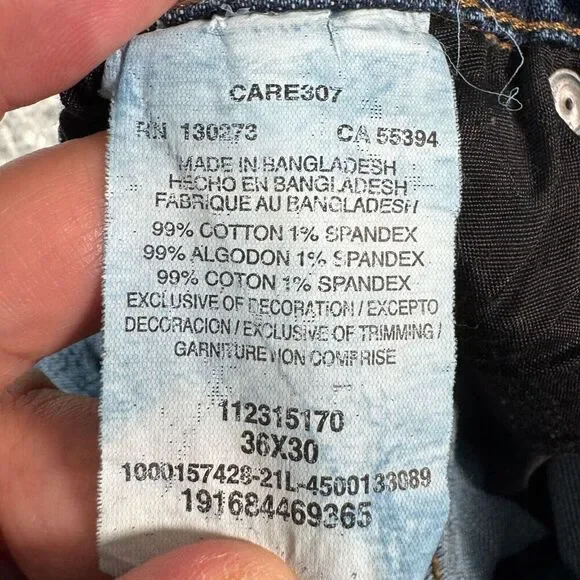 CARE307
RN 130273 CA 55394
MADE IN BANGLADESH
HECHO EN BANGLADESH
FABRIQUE AU BANGLADESH
99% COTTON 1% SPANDEX
99% ALGODON 1% SPANDEX
99% COTON 1% SPANDEX
EXCLUSIVE OF DECORATION / EXCEPTO
DECORACION / EXCLUSIVE OF TRIMMING /
GARNITURE NON COMPRISE
112315170
36X30
1000157428-21L-4500133089
191684469365